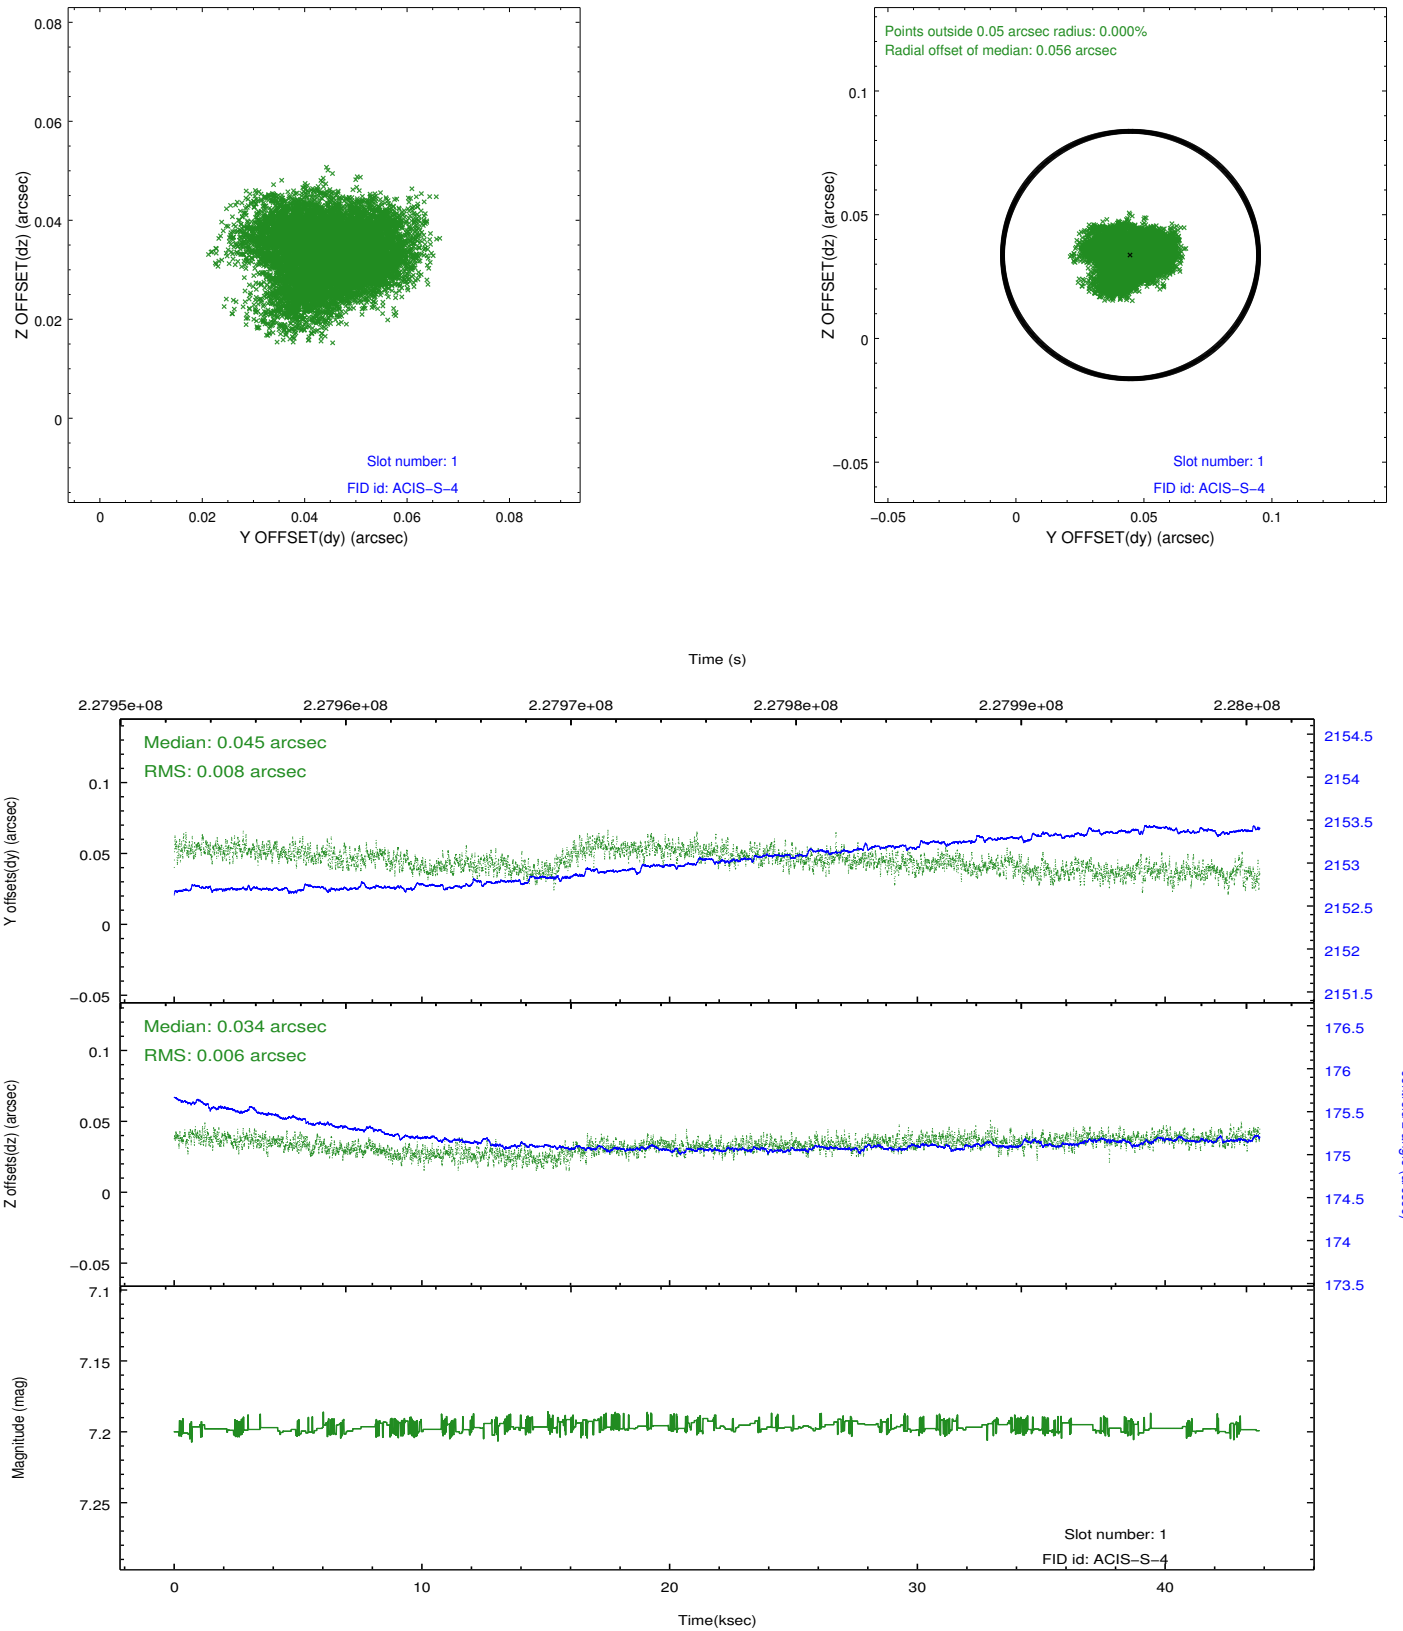 0.08
0.06
0.04
0.02
0
Z OFFSET(dz) (arcsec)
Slot number: 1
FID id: ACIS−S−4
0 0.02 0.04 0.06 0.08
Y OFFSET(dy) (arcsec)
Points outside 0.05 arcsec radius: 0.000%
Radial offset of median: 0.056 arcsec
0.1
0.05
0
−0.05
Z OFFSET(dz) (arcsec)
Slot number: 1
FID id: ACIS−S−4
−0.05 0 0.05 0.1
Y OFFSET(dy) (arcsec)
Time (s)
2.2795e+08 2.2796e+08 2.2797e+08 2.2798e+08 2.2799e+08 2.28e+08
Median: 0.045 arcsec
RMS: 0.008 arcsec
0.1
0.05
0
−0.05
Y offsets(dy) (arcsec)
2154.5
2154
2153.5
2153
2152.5
2152
2151.5
Median: 0.034 arcsec
RMS: 0.006 arcsec
0.1
0.05
0
−0.05
Z offsets(dz) (arcsec)
176.5
176
175.5
175
174.5
174
173.5
7.1
7.15
7.2
7.25
Magnitude (mag)
Slot number: 1
FID id: ACIS−S−4
0 10 20 30 40
Time(ksec)